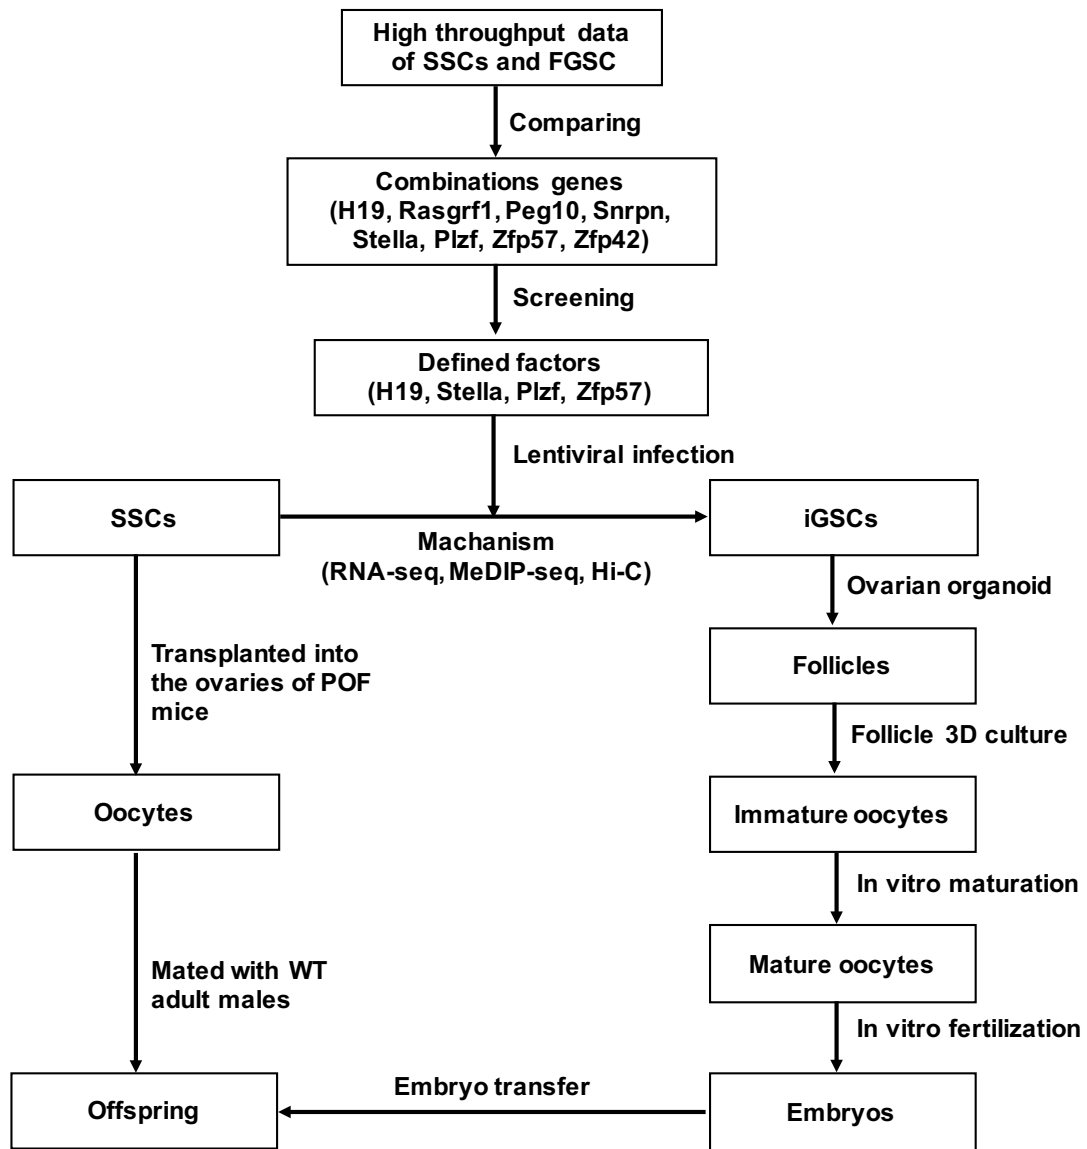 High throughput data
of SSCs and FGSC
Comparing
Combinations genes
(H19, Rasgrf1, Peg10, Snrpn,
Stella, Plzf, Zfp57, Zfp42)
Screening
Defined factors
(H19, Stella, Plzf, Zfp57)
Lentiviral infection
SSCs
iGSCs
Machanism
(RNA-seq, MeDIP-seq, Hi-C)
Ovarian organoid
Transplanted into
the ovaries of POF
mice
Follicles
Follicle 3D culture
Oocytes
Immature oocytes
In vitro maturation
Mated with WT
adult males
Mature oocytes
In vitro fertilization
Offspring
Embryo transfer
Embryos